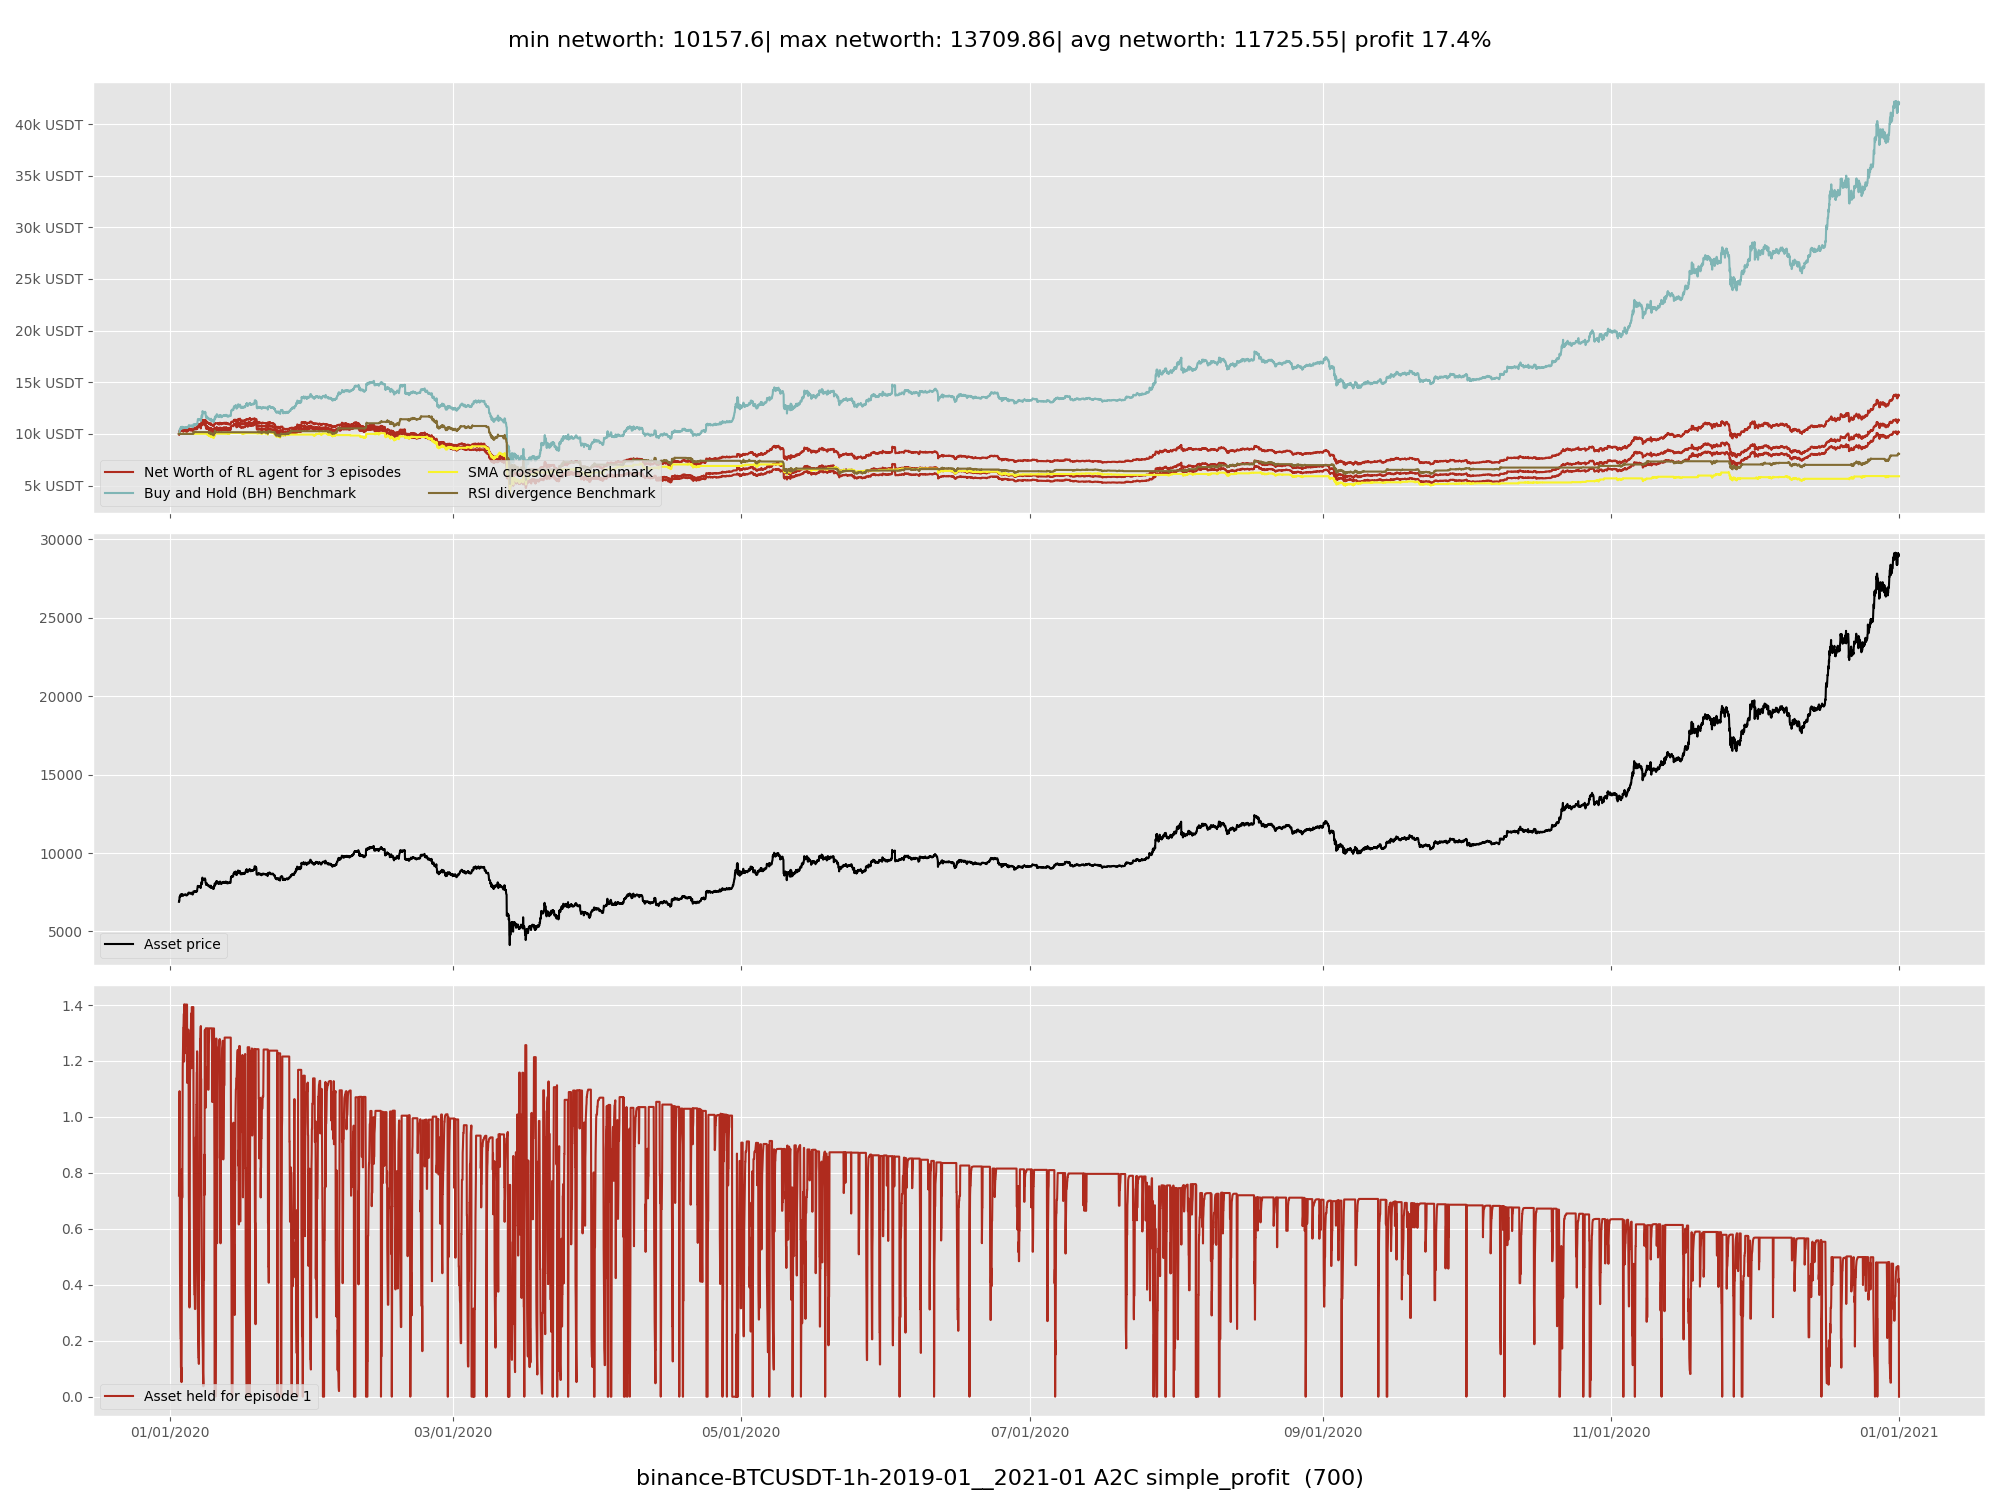 min networth: 10157.6| max networth: 13709.86| avg networth: 11725.55| profit 17.4%
40k USDT
35k USDT
30k USDT
25k USDT
20k USDT
15k USDT
10k USDT
5k USDT
Net Worth of RL agent for 3 episodes
Buy and Hold (BH) Benchmark
SMA crossover Benchmark
RSI divergence Benchmark
30000
25000
20000
15000
10000
5000
Asset price
1.4
1.2
1.0
0.8
0.6
0.4
0.2
0.0
Asset held for episode 1
01/01/2020 03/01/2020 05/01/2020 07/01/2020 09/01/2020 11/01/2020 01/01/2021
binance-BTCUSDT-1h-2019-01__2021-01 A2C simple_profit (700)